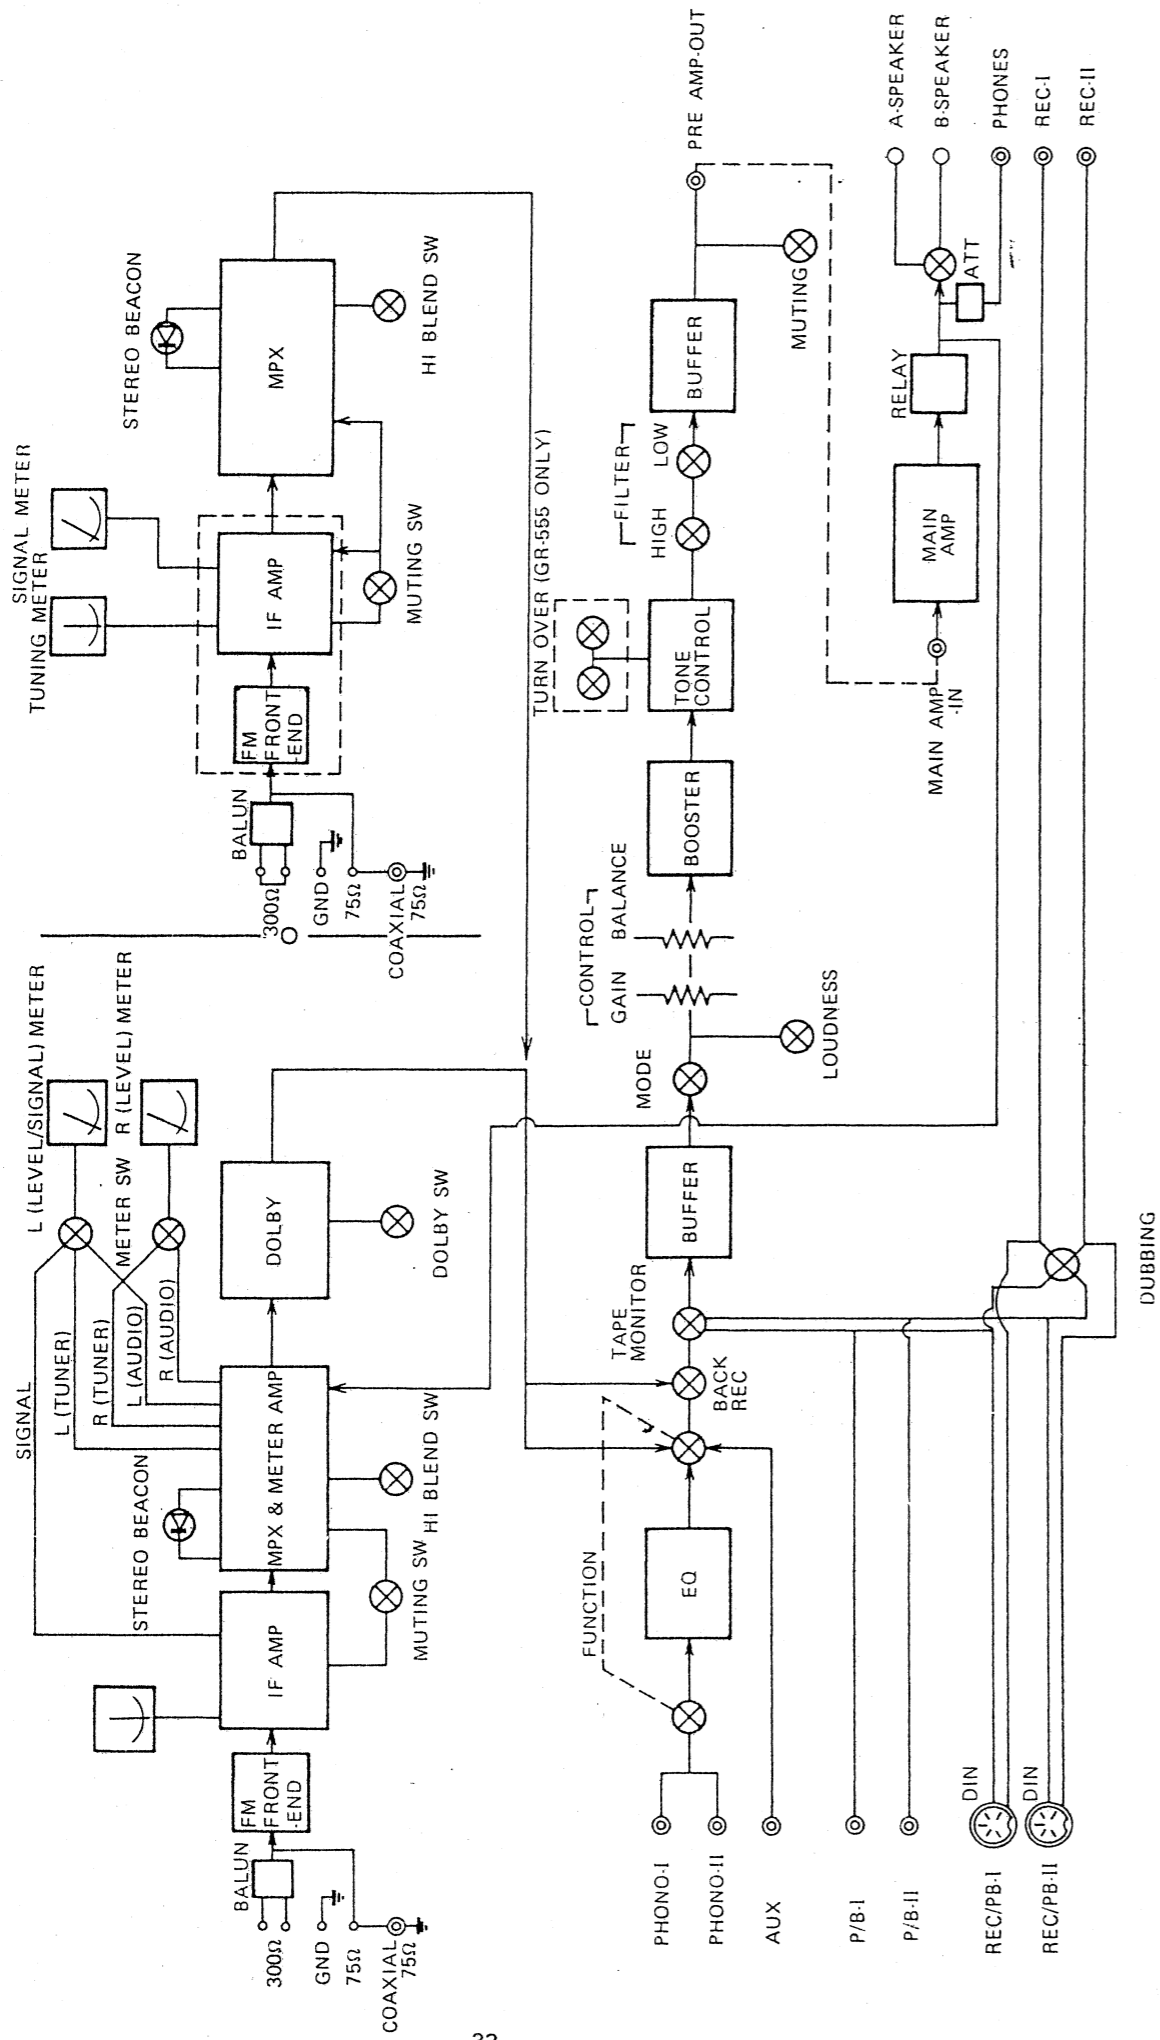 L (LEVEL/SIGNAL) METER
METER SW
R (LEVEL) METER
SIGNAL
L (TUNER)
R (TUNER)
L (AUDIO)
R (AUDIO)
STEREO BEACON
BALUN
300Ω
GND
75Ω
COAXIAL
75Ω
FM
FRONT
-END
IF AMP
MPX & METER AMP
DOLBY
MUTING SW
HI BLEND SW
DOLBY SW
SIGNAL METER
TUNING METER
STEREO BEACON
BALUN
300Ω
GND
75Ω
COAXIAL
75Ω
FM
FRONT
-END
IF AMP
MPX
MUTING SW
HI BLEND SW
TURN OVER (GR-555 ONLY)
FUNCTION
PHONO-I
PHONO-II
AUX
P/B-I
P/B-II
REC/PB-I
DIN
REC/PB-II
DIN
EQ
BACK
REC
TAPE
MONITOR
BUFFER
MODE
LOUDNESS
CONTROL
GAIN
BALANCE
BOOSTER
TONE
CONTROL
FILTER
HIGH
LOW
BUFFER
MUTING
PRE AMP-OUT
MAIN AMP
-IN
MAIN
AMP
RELAY
ATT
A-SPEAKER
B-SPEAKER
PHONES
REC-I
REC-II
DUBBING